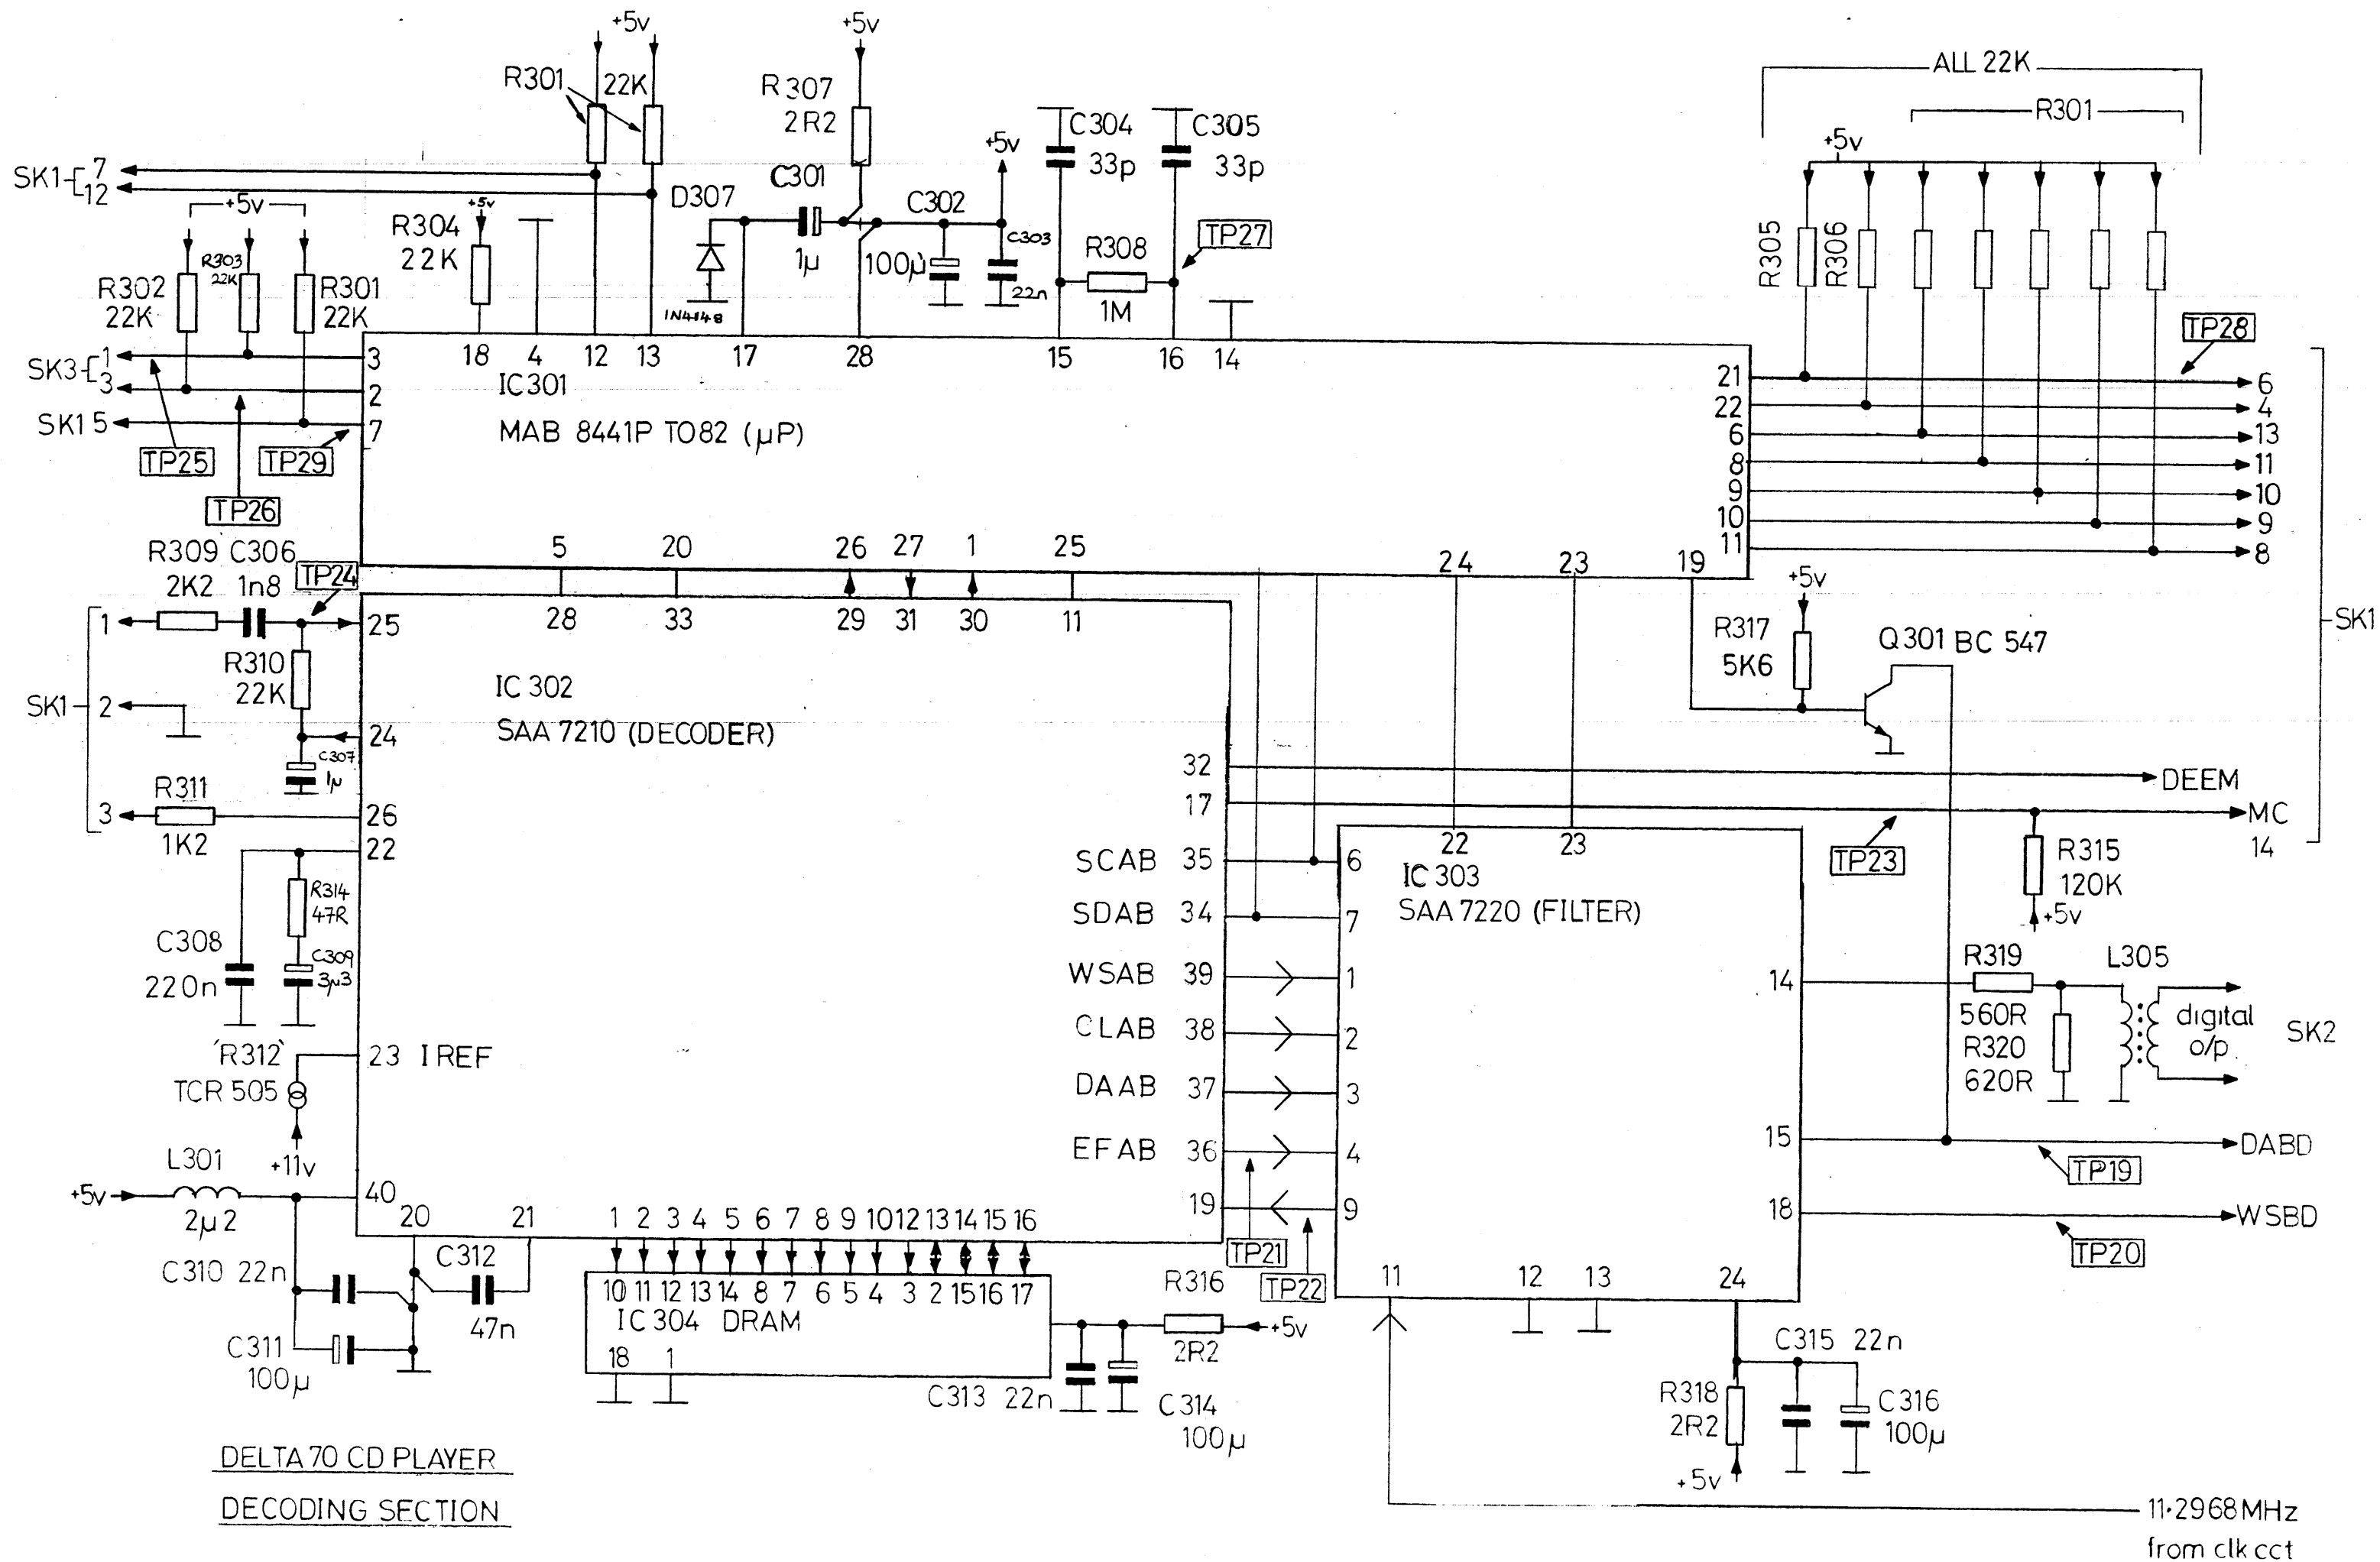 +5v
+5v
ALL 22K
R301
22K
R307
2R2
C304
33p
C305
33p
+5v
R301
+5v
SK1
7
12
+5v
+5v
R304
22K
D307
C301
1µ
C302
100µ
C303
22n
R308
1M
TP27
R305
R306
R302
22K
R303
22K
R301
22K
1N4148
TP28
SK3
1
3
SK1 5
3
2
7
18
4
12
13
17
28
15
16
14
IC301
MAB 8441P TO82 (µP)
21
22
6
8
9
10
11
6
4
13
11
10
9
8
TP25
TP29
TP26
5
20
26
27
1
25
24
23
19
R309
2K2
C306
1n8
TP24
+5v
SK1
1
2
3
25
28
33
29
31
30
11
R310
22K
IC 302
SAA 7210 (DECODER)
R317
5K6
Q301 BC 547
SK1
24
C307
1µ
32
17
DEEM
MC
14
R311
1K2
26
22
TP23
R315
120K
+5v
22
23
SCAB 35
6
IC 303
SAA 7220 (FILTER)
R314
47R
SDAB 34
7
C308
220n
C309
3µ3
WSAB 39
1
14
R319
560R
L305
CLAB 38
2
R320
620R
digital
o/p
SK2
'R312'
TCR 505
23 IREF
DAAB 37
3
+11v
EFAB 36
4
15
DABD
TP19
L301
+5v
2µ2
40
19
9
18
WSBD
TP20
20
21
1 2 3 4 5 6 7 8 9 10 12 13 14 15 16
TP21
TP22
C310 22n
C312
47n
10 11 12 13 14 8 7 6 5 4 3 2 15 16 17
IC 304 DRAM
R316
2R2
+5v
11
12
13
24
C311
100µ
18
1
C313 22n
C314
100µ
C315 22n
R318
2R2
C316
100µ
+5v
DELTA 70 CD PLAYER
DECODING SECTION
11·2968MHz
from clk cct